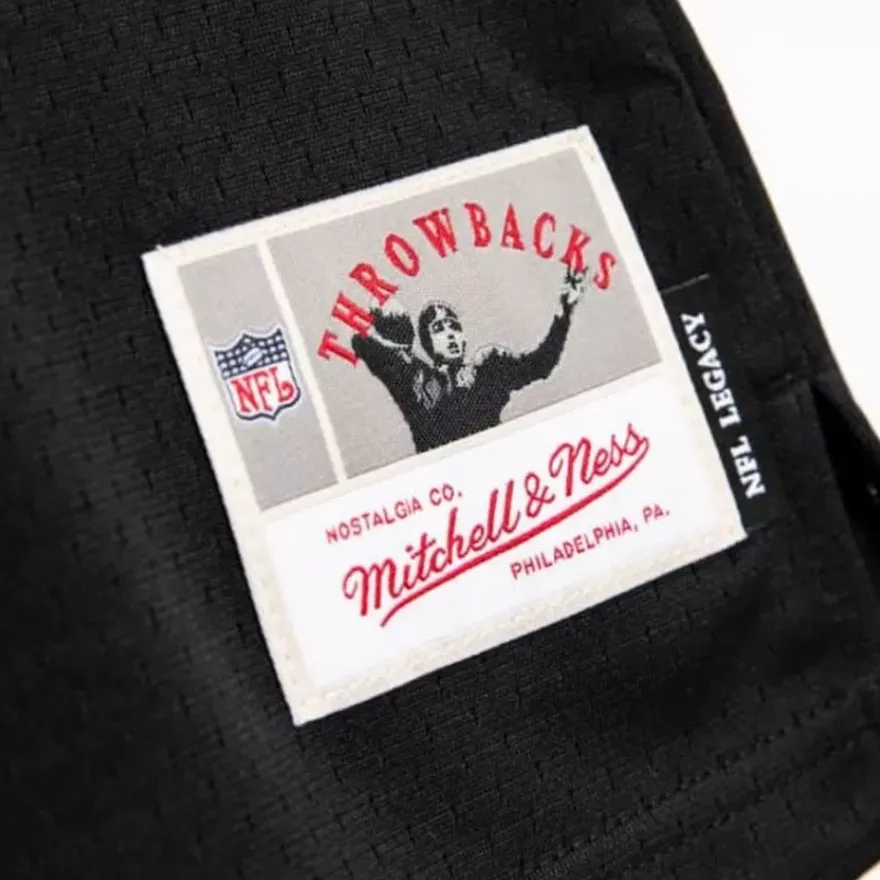 THROWBACKS
NFL
NOSTALGIA CO.
Mitchell & Ness
PHILADELPHIA, PA.
NFL LEGACY